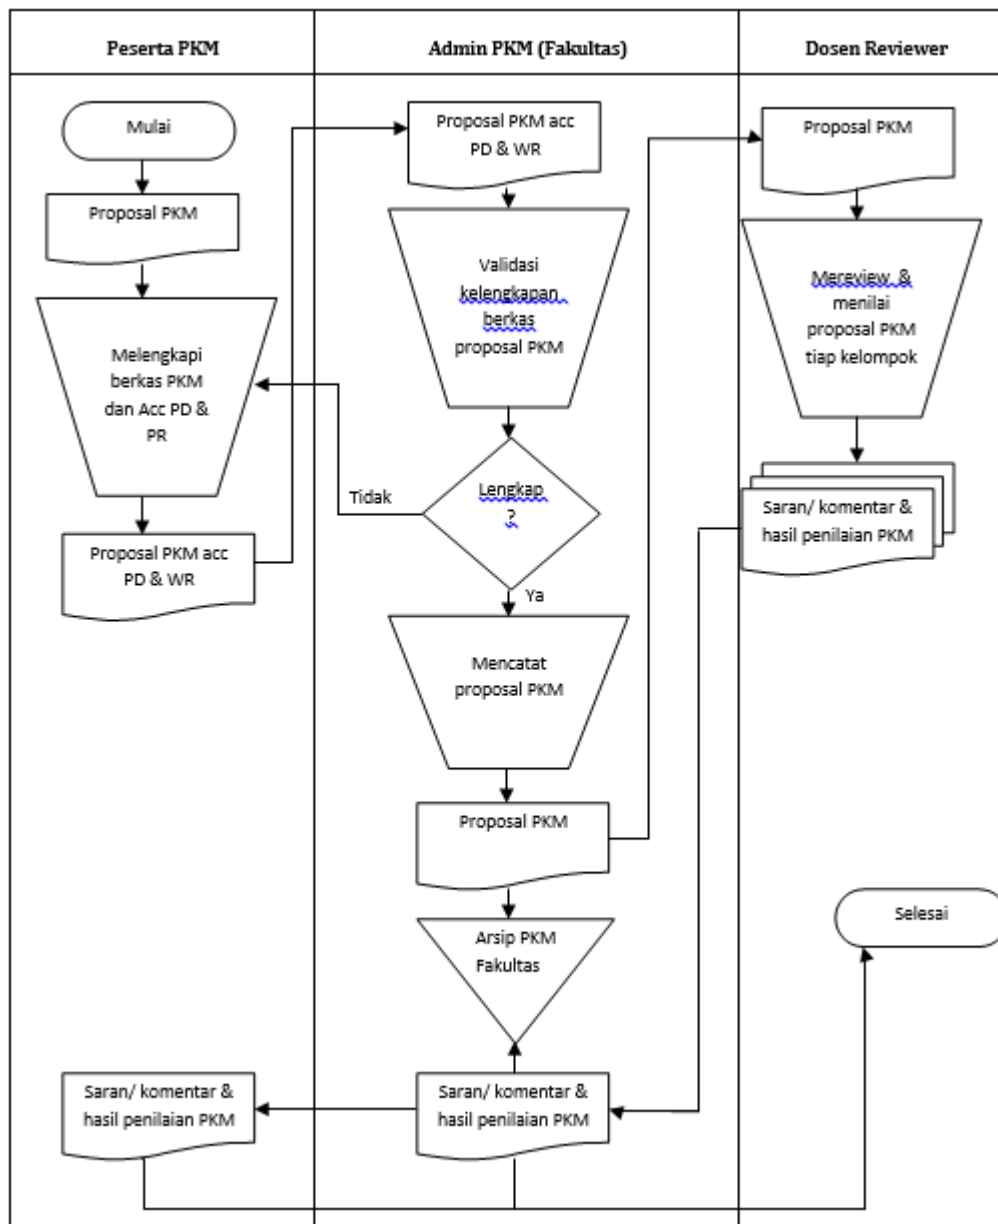 Peserta PKM
Admin PKM (Fakultas)
Dosen Reviewer
Mulai
Proposal PKM
Melengkapi
berkas PKM
dan Acc PD &
PR
Proposal PKM acc
PD & WR
Proposal PKM acc
PD & WR
Validasi
kelengkapan
berkas
proposal PKM
Lengkap
?
Tidak
Ya
Mencatat
proposal PKM
Proposal PKM
Arsip PKM
Fakultas
Proposal PKM
Mereview &
menilai
proposal PKM
tiap kelompok
Saran/ komentar &
hasil penilaian PKM
Saran/ komentar &
hasil penilaian PKM
Saran/ komentar &
hasil penilaian PKM
Selesai